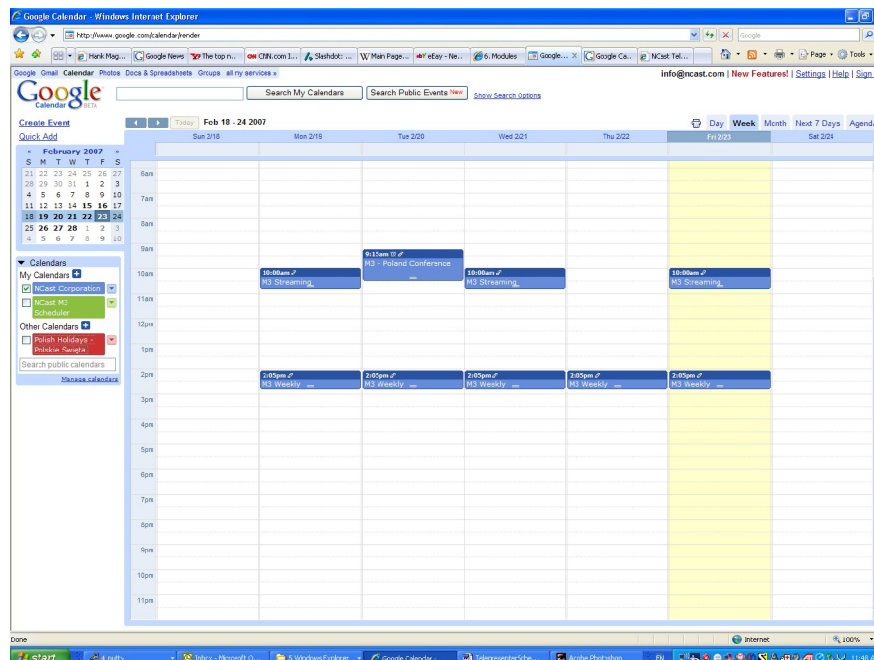 Google Calendar - Windows Internet Explorer
http://www.google.com/calendar/render
Google
Hank Mag... Google News The top n... CNN.com I... Slashdot: ... Main Page... eBay - Ne... 6. Modules Google... Google Ca... NCast Tel... Page Tools
Google Gmail Calendar Photos Docs & Spreadsheets Groups all my services »
info@ncast.com | New Features! | Settings | Help | Sign
Google
Calendar BETA
Search My Calendars Search Public Events New Show Search Options
Create Event
Quick Add
Today Feb 18 - 24 2007
Day Week Month Next 7 Days Agenda
Sun 2/18 Mon 2/19 Tue 2/20 Wed 2/21 Thu 2/22 Fri 2/23 Sat 2/24
« February 2007 »
S M T W T F S
21 22 23 24 25 26 27
28 29 30 31 1 2 3
4 5 6 7 8 9 10
11 12 13 14 15 16 17
18 19 20 21 22 23 24
25 26 27 28 1 2 3
4 5 6 7 8 9 10
Calendars
My Calendars
NCast Corporation
NCast M3
Scheduler
Other Calendars
Polish Holidays -
Polskie Święta
Search public calendars
Manage calendars
6am
7am
8am
9am
9:15am
M3 - Poland Conference
10am
10:00am 10:00am 10:00am
M3 Streaming M3 Streaming M3 Streaming
11am
12pm
1pm
2pm
2:05pm 2:05pm 2:05pm 2:05pm 2:05pm
M3 Weekly M3 Weekly M3 Weekly M3 Weekly M3 Weekly
3pm
4pm
5pm
6pm
7pm
8pm
9pm
10pm
11pm
Done
Internet
100%
start 4 putty Inbox - Microsoft O... 5 Windows Explorer Google Calendar - TelepresenterSche... Adobe Photoshop EN 11:48 A